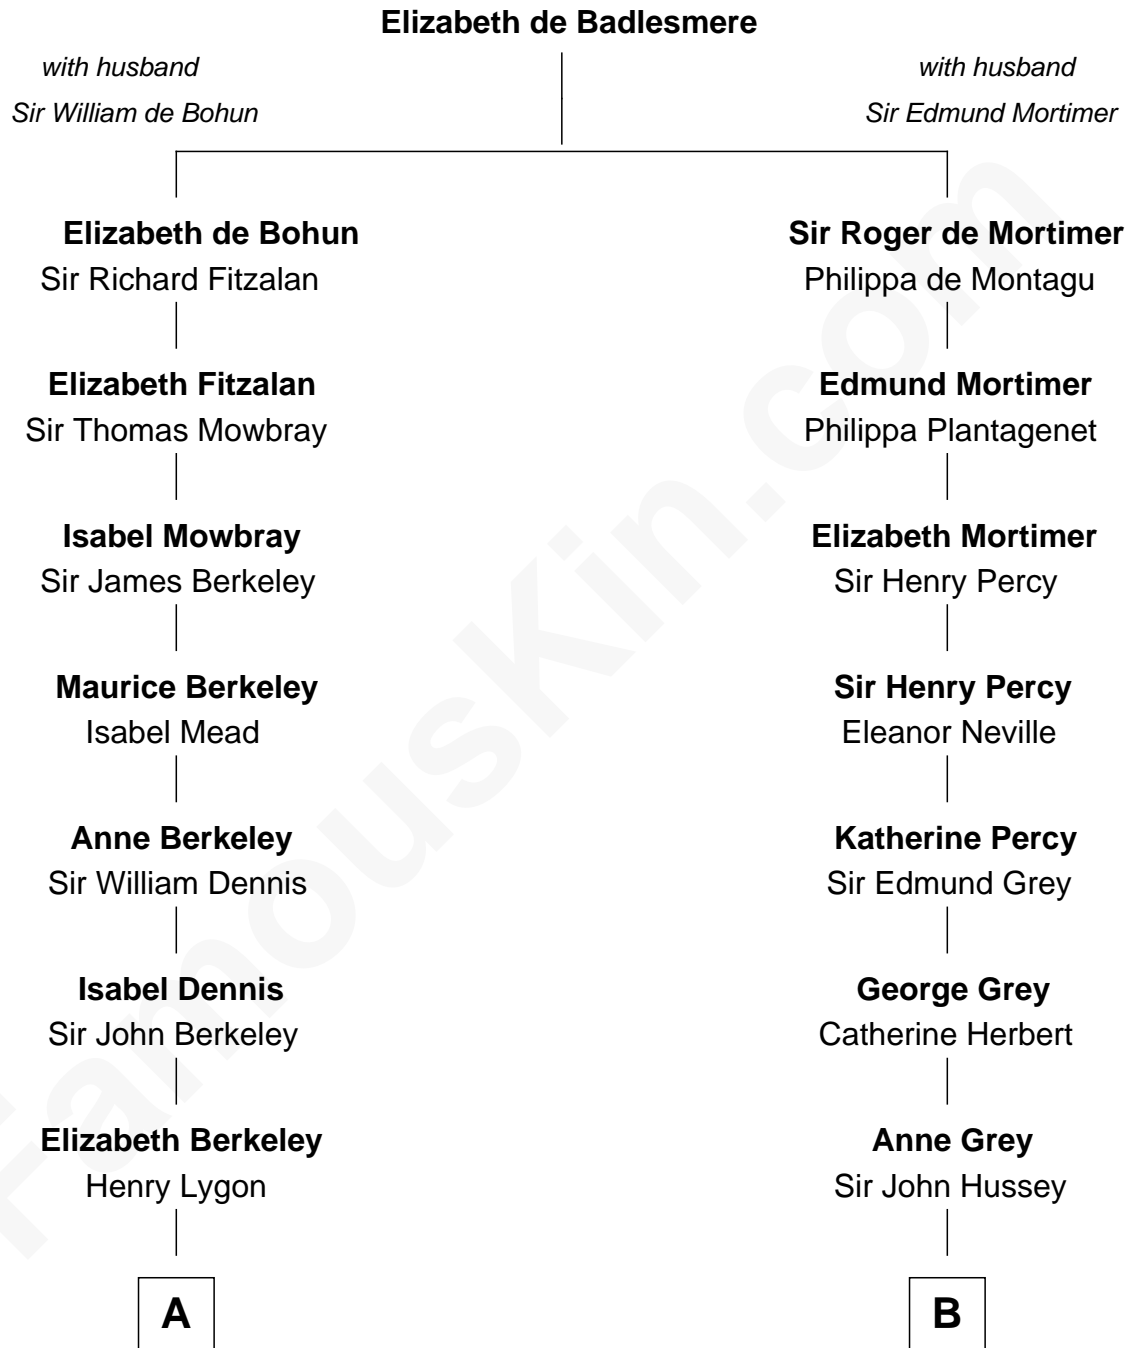 Elizabeth de Badlesmere
with husband
Sir William de Bohun
with husband
Sir Edmund Mortimer
Elizabeth de Bohun
Sir Richard Fitzalan
Sir Roger de Mortimer
Philippa de Montagu
Elizabeth Fitzalan
Sir Thomas Mowbray
Edmund Mortimer
Philippa Plantagenet
Isabel Mowbray
Sir James Berkeley
Elizabeth Mortimer
Sir Henry Percy
Maurice Berkeley
Isabel Mead
Sir Henry Percy
Eleanor Neville
Anne Berkeley
Sir William Dennis
Katherine Percy
Sir Edmund Grey
Isabel Dennis
Sir John Berkeley
George Grey
Catherine Herbert
Elizabeth Berkeley
Henry Lygon
Anne Grey
Sir John Hussey
A
B
FamousKin.com